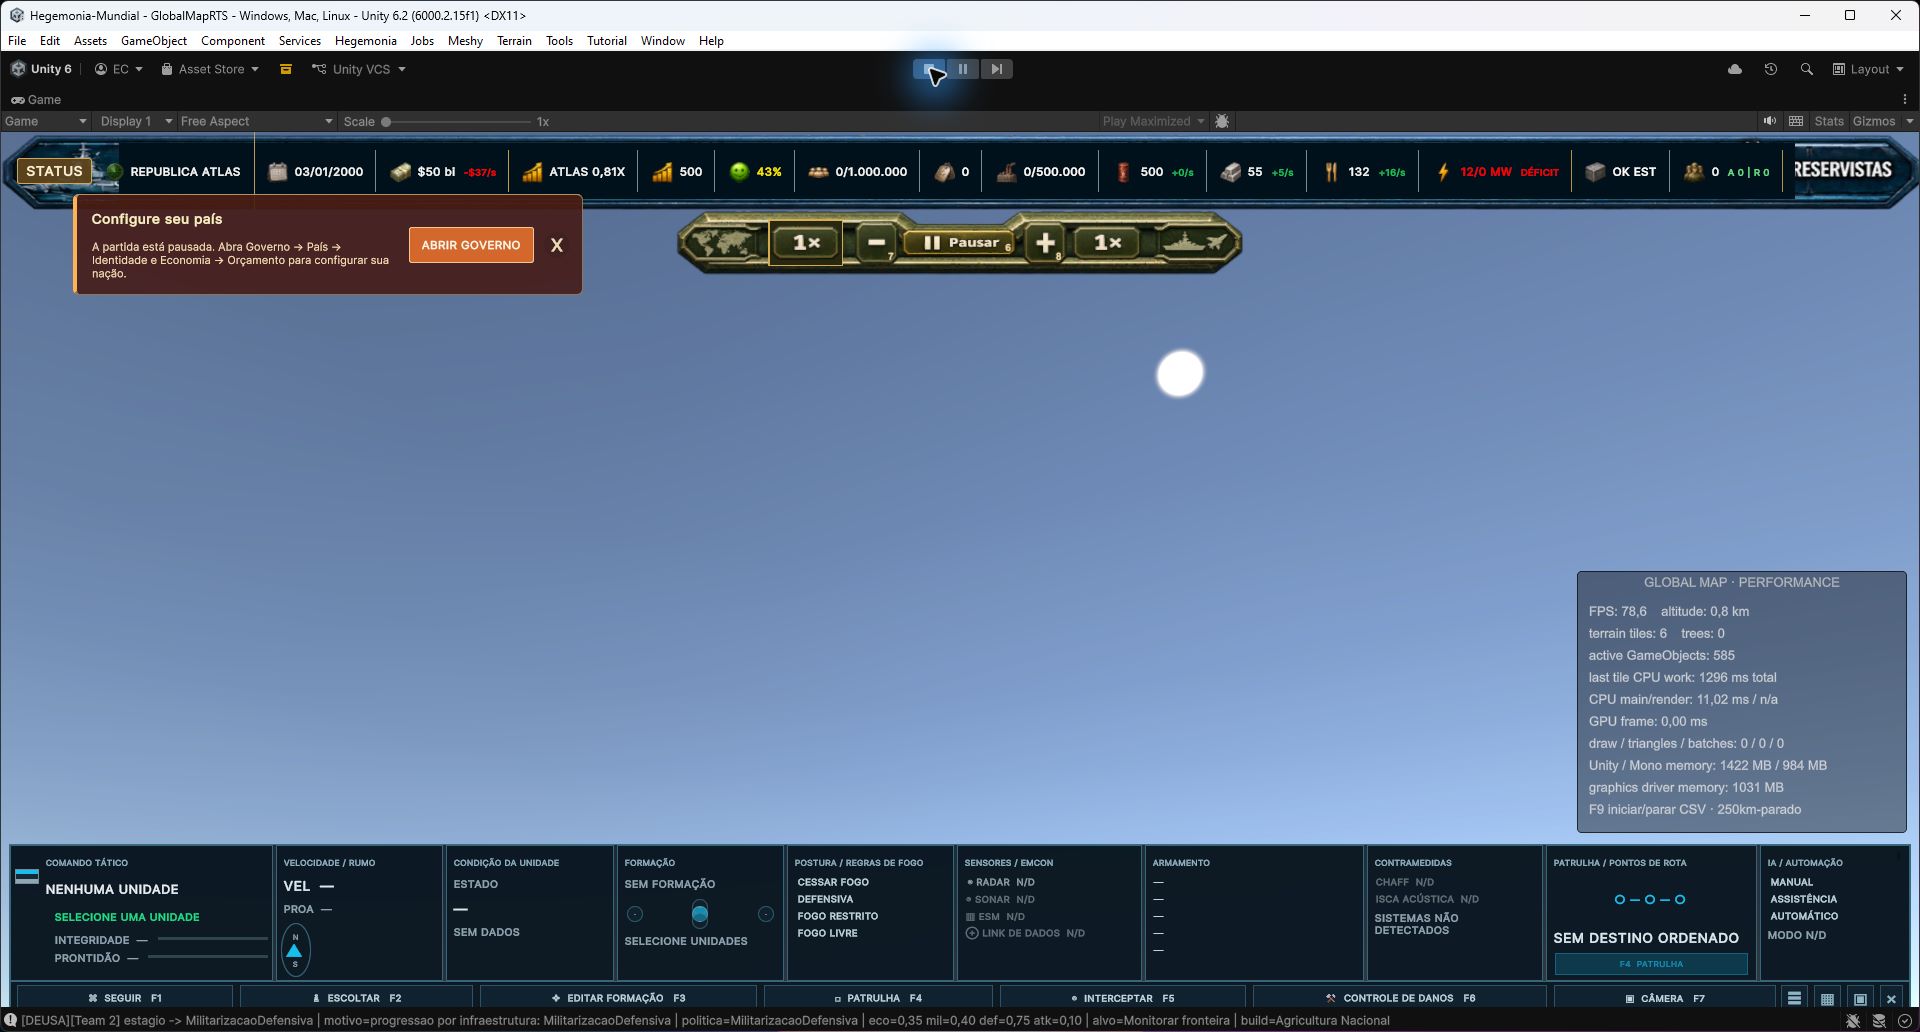 Hegemonia-Mundial - GlobalMapRTS - Windows, Mac, Linux - Unity 6.2 (6000.2.15f1) <DX11>
File Edit Assets GameObject Component Services Hegemonia Jobs Meshy Terrain Tools Tutorial Window Help
Unity 6 EC Asset Store Unity VCS Layout
Game
Game Display 1 Free Aspect Scale 1x Play Maximized Stats Gizmos
STATUS REPUBLICA ATLAS 03/01/2000 $50 bi -$37/s ATLAS 0,81X 500 43% 0/1.000.000 0 0/500.000 500 +0/s 55 +5/s 132 +16/s 12/0 MW DÉFICIT OK EST 0 A 0 | R 0 RESERVISTAS
Configure seu país
A partida está pausada. Abra Governo → País →
Identidade e Economia → Orçamento para configurar sua
nação.
ABRIR GOVERNO X
1× − 7 Pausar 6 + 8 1×
GLOBAL MAP · PERFORMANCE
FPS: 78,6 altitude: 0,8 km
terrain tiles: 6 trees: 0
active GameObjects: 585
last tile CPU work: 1296 ms total
CPU main/render: 11,02 ms / n/a
GPU frame: 0,00 ms
draw / triangles / batches: 0 / 0 / 0
Unity / Mono memory: 1422 MB / 984 MB
graphics driver memory: 1031 MB
F9 iniciar/parar CSV · 250km-parado
COMANDO TÁTICO
NENHUMA UNIDADE
SELECIONE UMA UNIDADE
INTEGRIDADE —
PRONTIDÃO —
VELOCIDADE / RUMO
VEL —
PROA —
N
S
CONDIÇÃO DA UNIDADE
ESTADO
—
SEM DADOS
FORMAÇÃO
SEM FORMAÇÃO
SELECIONE UNIDADES
POSTURA / REGRAS DE FOGO
CESSAR FOGO
DEFENSIVA
FOGO RESTRITO
FOGO LIVRE
SENSORES / EMCON
RADAR N/D
SONAR N/D
ESM N/D
LINK DE DADOS N/D
ARMAMENTO
—
—
—
—
—
CONTRAMEDIDAS
CHAFF N/D
ISCA ACÚSTICA N/D
SISTEMAS NÃO
DETECTADOS
PATRULHA / PONTOS DE ROTA
SEM DESTINO ORDENADO
F4 PATRULHA
IA / AUTOMAÇÃO
MANUAL
ASSISTÊNCIA
AUTOMÁTICO
MODO N/D
SEGUIR F1 ESCOLTAR F2 EDITAR FORMAÇÃO F3 PATRULHA F4 INTERCEPTAR F5 CONTROLE DE DANOS F6 CÂMERA F7
[DEUSA][Team 2] estagio -> MilitarizacaoDefensiva | motivo=progressao por infraestrutura: MilitarizacaoDefensiva | politica=MilitarizacaoDefensiva | eco=0,35 mil=0,40 def=0,75 atk=0,10 | alvo=Monitorar fronteira | build=Agricultura Nacional